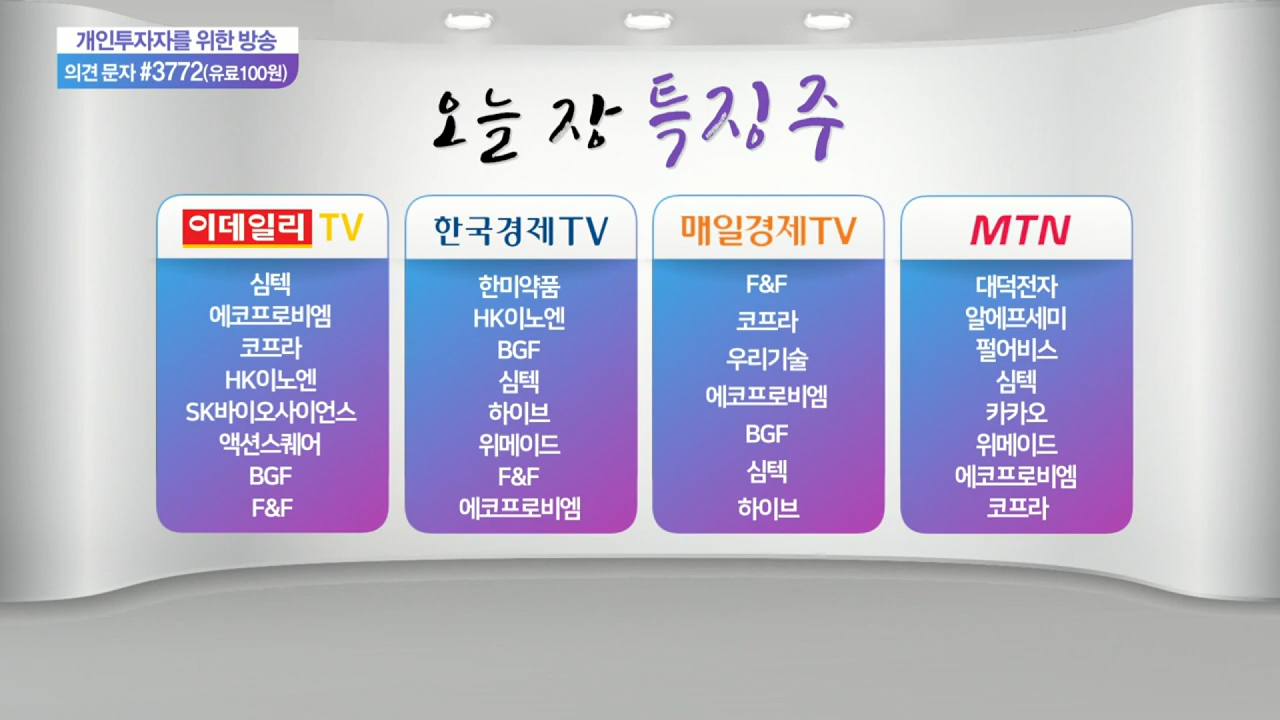 개인투자자를 위한 방송
의견 문자 #3772(유료100원)
오늘 장 특징주
이데일리 TV
심텍
에코프로비엠
코프라
HK이노엔
SK바이오사이언스
액션스퀘어
BGF
F&F
한국경제TV
한미약품
HK이노엔
BGF
심텍
하이브
위메이드
F&F
에코프로비엠
매일경제TV
F&F
코프라
우리기술
에코프로비엠
BGF
심텍
하이브
MTN
대덕전자
알에프세미
펄어비스
심텍
카카오
위메이드
에코프로비엠
코프라